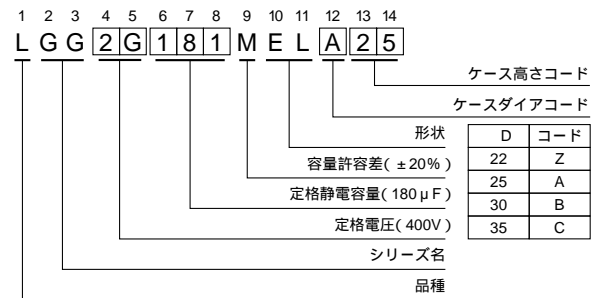 1 2 3 4 5 6 7 8 9 10 11 12 13 14
L G G 2 G 1 8 1 M E L A 2 5
ケース高さコード
ケースダイアコード
形状
容量許容差(±20%)
定格静電容量(180μF)
定格電圧(400V)
シリーズ名
品種
D コード
22 Z
25 A
30 B
35 C